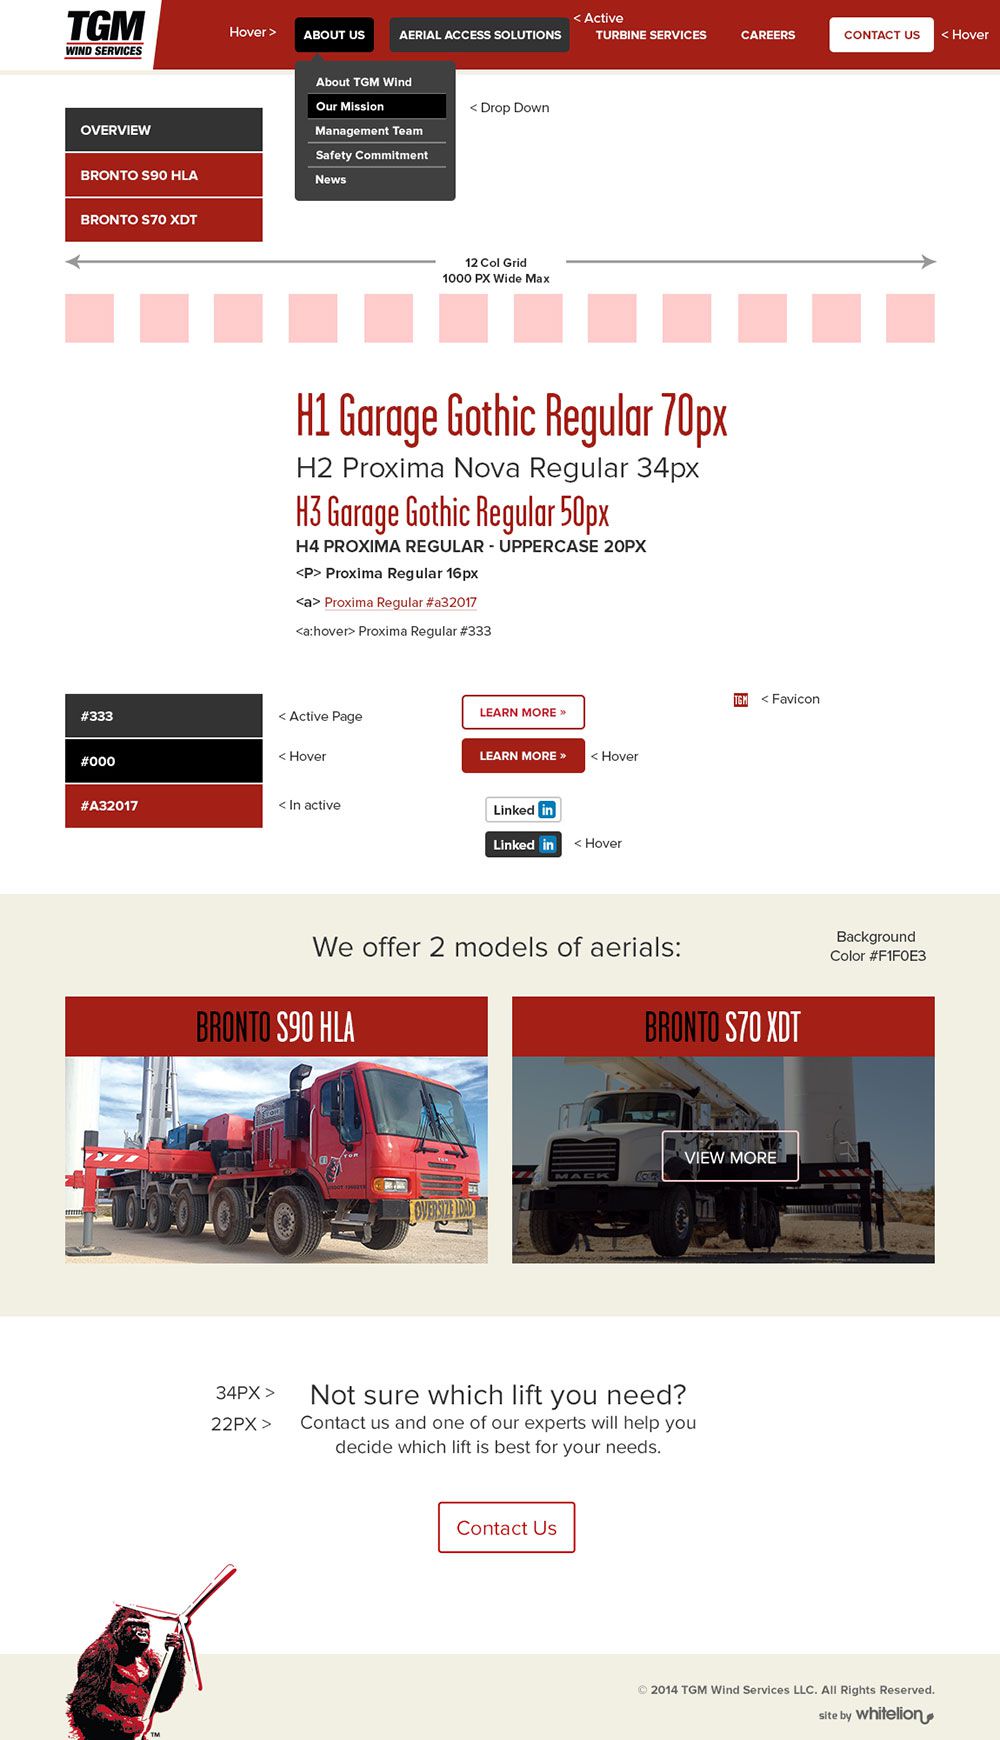 TGM
WIND SERVICES
Hover >
ABOUT US
AERIAL ACCESS SOLUTIONS
< Active
TURBINE SERVICES
CAREERS
CONTACT US
< Hover
About TGM Wind
Our Mission
Management Team
Safety Commitment
News
< Drop Down
OVERVIEW
BRONTO S90 HLA
BRONTO S70 XDT
12 Col Grid
1000 PX Wide Max
H1 Garage Gothic Regular 70px
H2 Proxima Nova Regular 34px
H3 Garage Gothic Regular 50px
H4 PROXIMA REGULAR - UPPERCASE 20PX
<P> Proxima Regular 16px
<a> Proxima Regular #a32017
<a:hover> Proxima Regular #333
#333
< Active Page
#000
< Hover
#A32017
< In active
LEARN MORE »
LEARN MORE »
< Hover
Linked in
Linked in
< Hover
TGM
< Favicon
We offer 2 models of aerials:
Background
Color #F1F0E3
BRONTO S90 HLA
BRONTO S70 XDT
TGM
OVERSIZE LOAD
MACK
VIEW MORE
34PX >
Not sure which lift you need?
22PX >
Contact us and one of our experts will help you
decide which lift is best for your needs.
Contact Us
TM
© 2014 TGM Wind Services LLC. All Rights Reserved.
site by whitelion